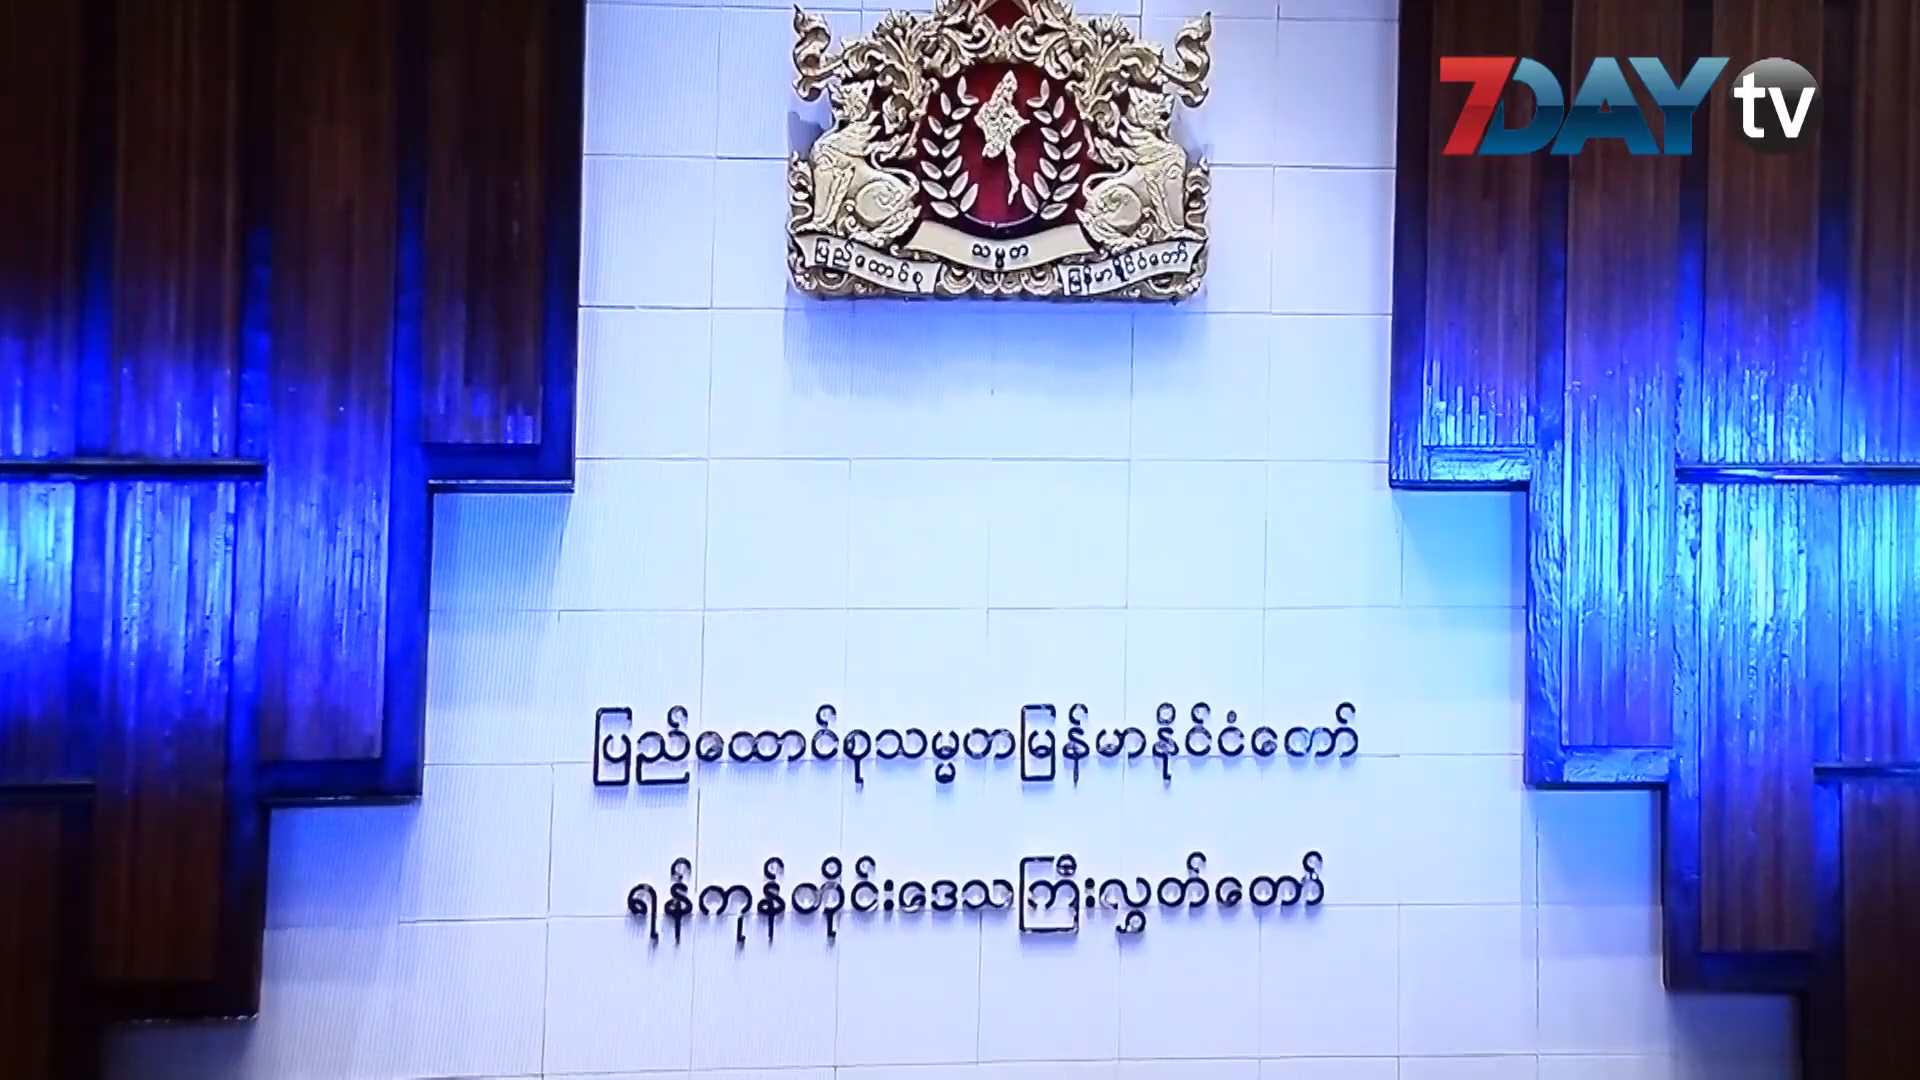 7DAY tv
သမ္မတ
ပြည်ထောင်စု မြန်မာနိုင်ငံတော်
ပြည်ထောင်စုသမ္မတမြန်မာနိုင်ငံတော်
ရန်ကုန်တိုင်းဒေသကြီးလွှတ်တော်